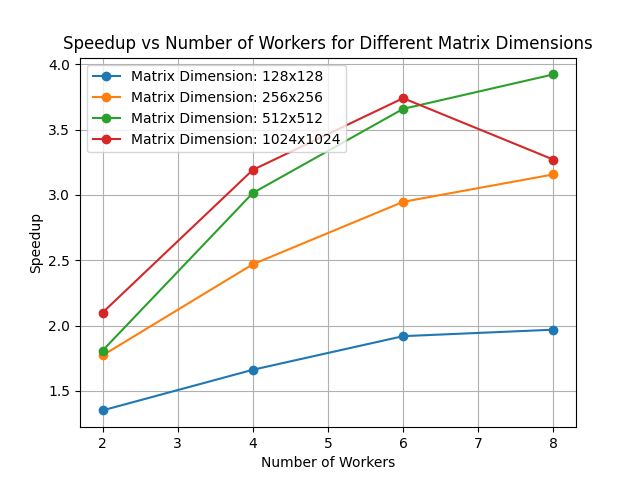 Speedup vs Number of Workers for Different Matrix Dimensions
4.0
Matrix Dimension: 128x128
Matrix Dimension: 256x256
Matrix Dimension: 512x512
Matrix Dimension: 1024x1024
3.5
3.0
2.5
2.0
1.5
Speedup
2 3 4 5 6 7 8
Number of Workers